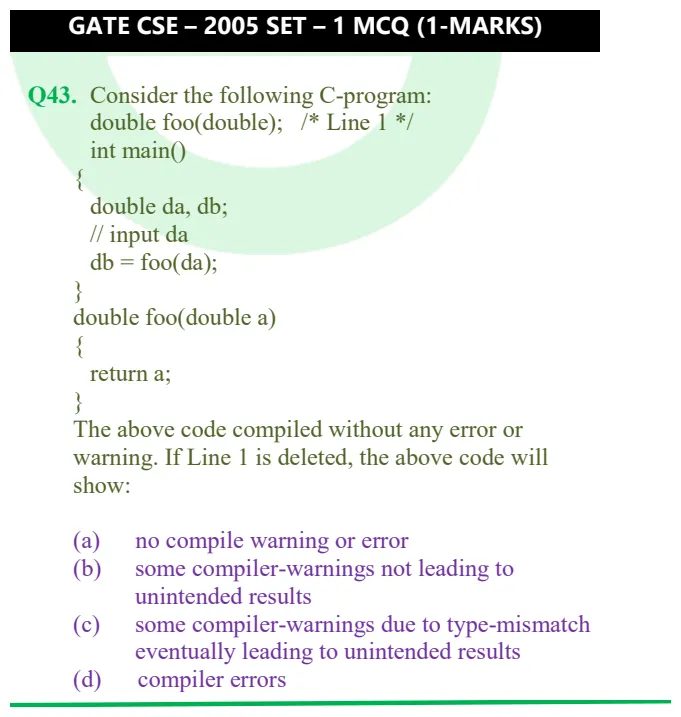 GATE CSE – 2005 SET – 1 MCQ (1-MARKS)
Q43. Consider the following C-program:
double foo(double); /* Line 1 */
int main()
{
double da, db;
// input da
db = foo(da);
}
double foo(double a)
{
return a;
}
The above code compiled without any error or
warning. If Line 1 is deleted, the above code will
show:
(a) no compile warning or error
(b) some compiler-warnings not leading to
unintended results
(c) some compiler-warnings due to type-mismatch
eventually leading to unintended results
(d) compiler errors